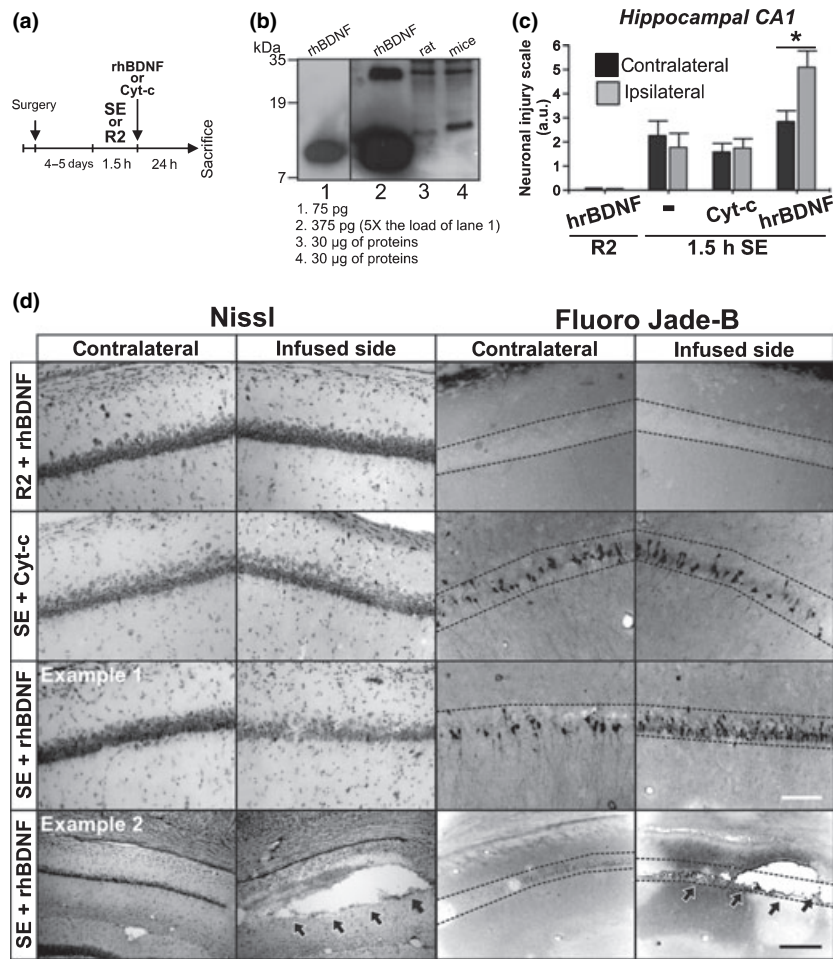 (a)
rhBDNF
or
Cyt-c
SE
or
R2
Surgery
4–5 days
1.5 h
24 h
Sacrifice
(b)
kDa
rhBDNF
rhBDNF
rat
mice
35
19
7
1 2 3 4
1. 75 pg
2. 375 pg (5X the load of lane 1)
3. 30 µg of proteins
4. 30 µg of proteins
(c)
Hippocampal CA1
Neuronal injury scale
(a.u.)
6
5
4
3
2
1
0
Contralateral
Ipsilateral
*
hrBDNF
-
Cyt-c
hrBDNF
R2
1.5 h SE
(d)
Nissl
Fluoro Jade-B
Contralateral
Infused side
Contralateral
Infused side
R2 + rhBDNF
SE + Cyt-c
SE + rhBDNF
Example 1
SE + rhBDNF
Example 2